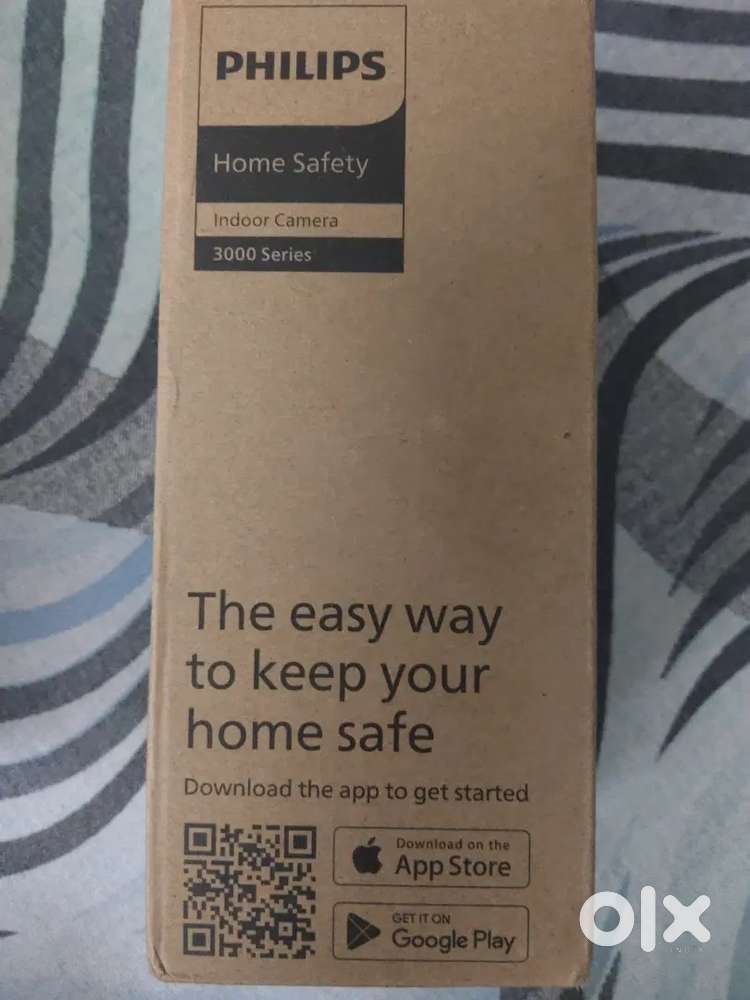 PHILIPS
Home Safety
Indoor Camera
3000 Series
The easy way
to keep your
home safe
Download the app to get started
Download on the
App Store
GET IT ON
Google Play
olx
INDIA